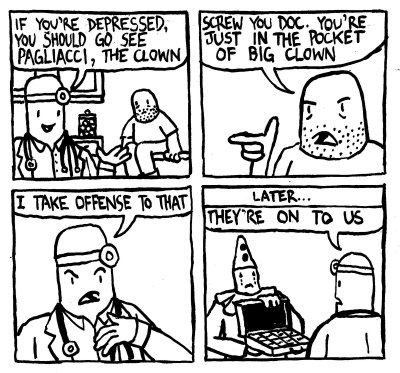 IF YOU'RE DEPRESSED,
YOU SHOULD GO SEE
PAGLIACCI, THE CLOWN
SCREW YOU DOC. YOU'RE
JUST IN THE POCKET
OF BIG CLOWN
I TAKE OFFENSE TO THAT
LATER...
THEY'RE ON TO US